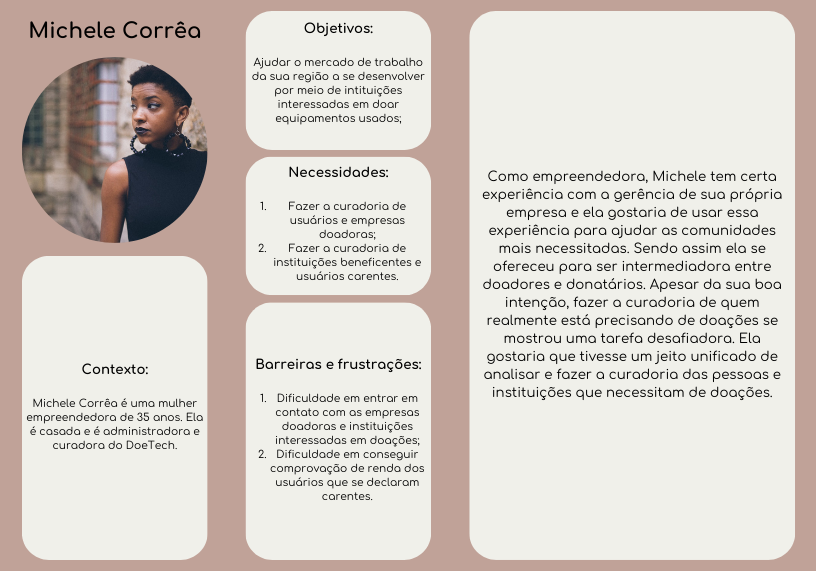 Michele Corrêa
Contexto:
Michele Corrêa é uma mulher
empreendedora de 35 anos. Ela
é casada e é administradora e
curadora do DoeTech.
Objetivos:
Ajudar o mercado de trabalho
da sua região a se desenvolver
por meio de intituições
interessadas em doar
equipamentos usados;
Necessidades:
1. Fazer a curadoria de
usuários e empresas
doadoras;
2. Fazer a curadoria de
instituições beneficentes e
usuários carentes.
Barreiras e frustrações:
1. Dificuldade em entrar em
contato com as empresas
doadoras e instituições
interessadas em doações;
2. Dificuldade em conseguir
comprovação de renda dos
usuários que se declaram
carentes.
Como empreendedora, Michele tem certa
experiência com a gerência de sua própria
empresa e ela gostaria de usar essa
experiência para ajudar as comunidades
mais necessitadas. Sendo assim ela se
ofereceu para ser intermediadora entre
doadores e donatários. Apesar da sua boa
intenção, fazer a curadoria de quem
realmente está precisando de doações se
mostrou uma tarefa desafiadora. Ela
gostaria que tivesse um jeito unificado de
analisar e fazer a curadoria das pessoas e
instituições que necessitam de doações.